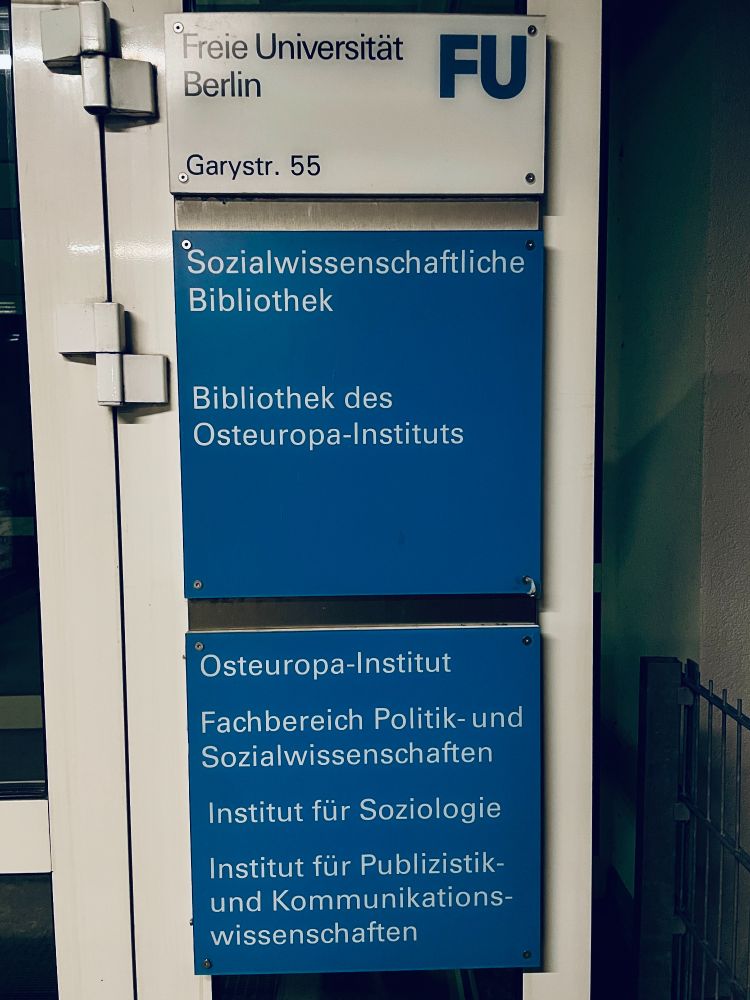 Freie Universität
Berlin
FU
Garystr. 55
Sozialwissenschaftliche
Bibliothek
Bibliothek des
Osteuropa-Instituts
Osteuropa-Institut
Fachbereich Politik- und
Sozialwissenschaften
Institut für Soziologie
Institut für Publizistik-
und Kommunikations-
wissenschaften